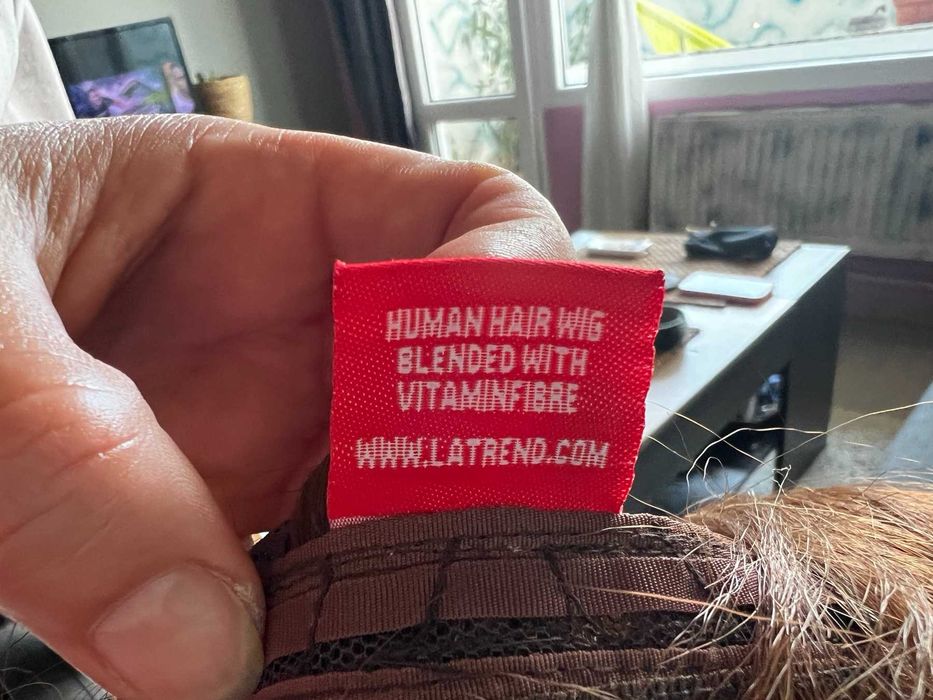 HUMAN HAIR WIG
BLENDED WITH
VITAMINFIBRE
WWW.LATREND.COM